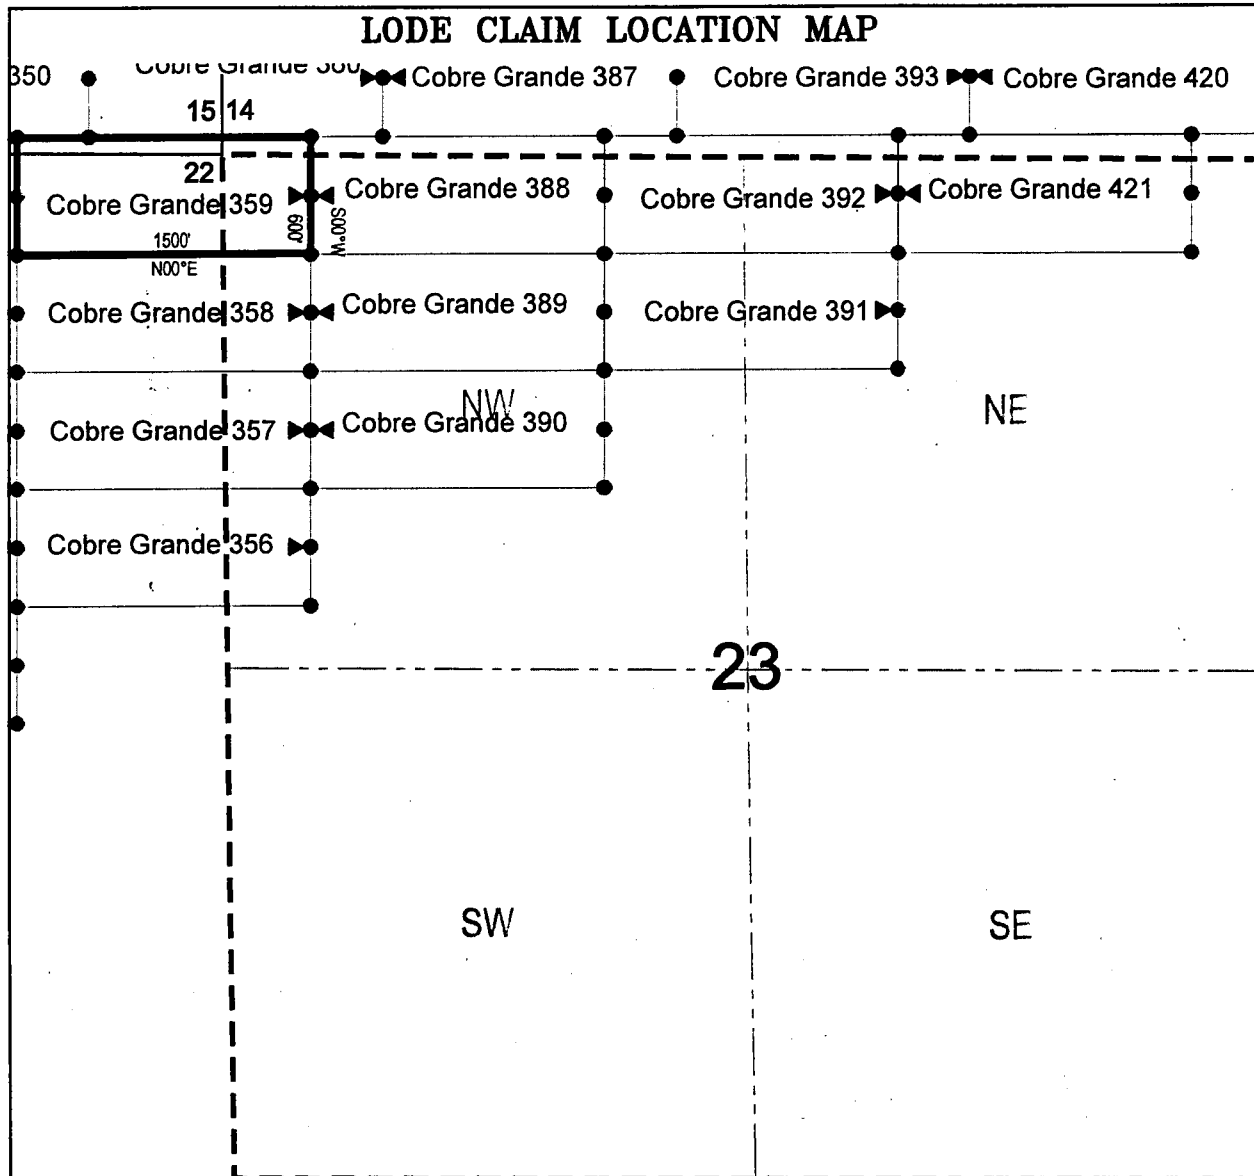 LODE CLAIM LOCATION MAP
350 Cobre Grande Cobre Grande 387 Cobre Grande 393 Cobre Grande 420
15 14
22
Cobre Grande 359 Cobre Grande 388 Cobre Grande 392 Cobre Grande 421
1500' 600' S00°W
N00°E
Cobre Grande 358 Cobre Grande 389 Cobre Grande 391
NW NE
Cobre Grande 357 Cobre Grande 390
Cobre Grande 356
23
SW SE